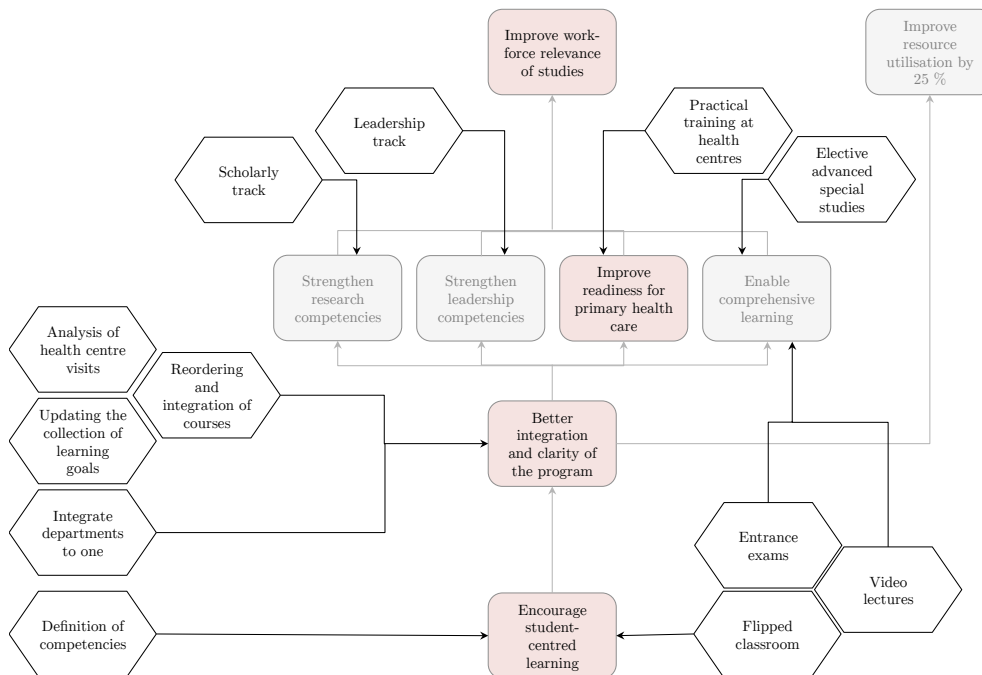 Improve work-
force relevance
of studies
Improve
resource
utilisation by
25 %
Leadership
track
Practical
training at
health
centres
Scholarly
track
Elective
advanced
special
studies
Strengthen
research
competencies
Strengthen
leadership
competencies
Improve
readiness for
primary health
care
Enable
comprehensive
learning
Analysis of
health centre
visits
Reordering
and
integration of
courses
Updating the
collection of
learning
goals
Better
integration
and clarity of
the program
Integrate
departments
to one
Entrance
exams
Video
lectures
Definition of
competencies
Encourage
student-
centred
learning
Flipped
classroom